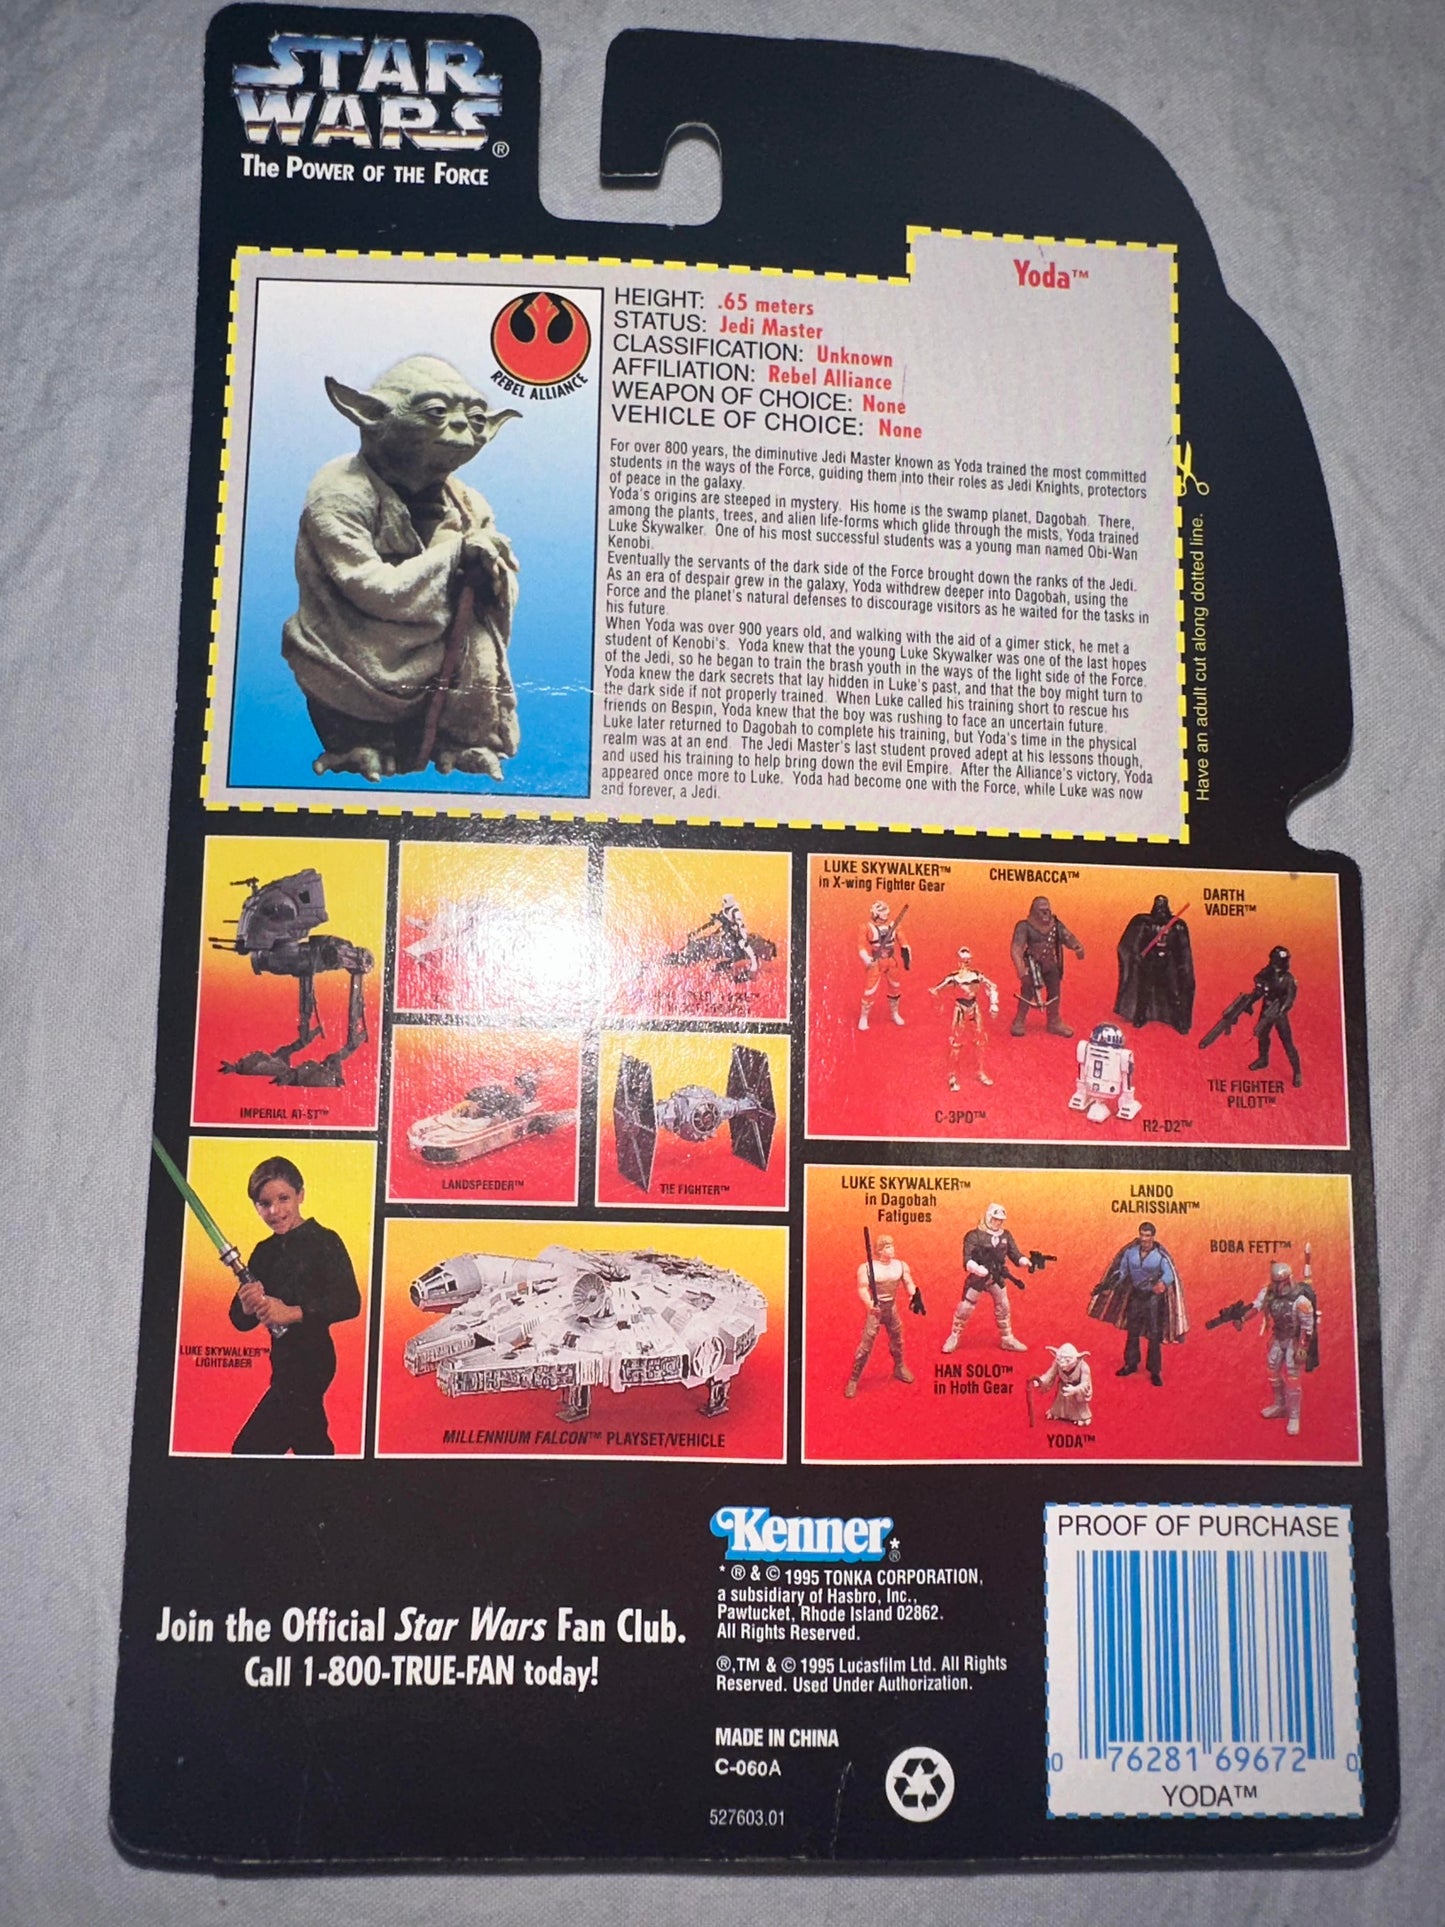 STAR
WARS®
The Power of the Force
Yoda™
REBEL ALLIANCE
HEIGHT: .65 meters
STATUS: Jedi Master
CLASSIFICATION: Unknown
AFFILIATION: Rebel Alliance
WEAPON OF CHOICE: None
VEHICLE OF CHOICE: None
For over 800 years, the diminutive Jedi Master known as Yoda trained the most committed
students in the ways of the Force, guiding them into their roles as Jedi Knights, protectors
of peace in the galaxy.
Yoda's origins are steeped in mystery. His home is the swamp planet, Dagobah. There,
among the plants, trees, and alien life-forms which glide through the mists, Yoda trained
Luke Skywalker. One of his most successful students was a young man named Obi-Wan
Kenobi.
Eventually the servants of the dark side of the Force brought down the ranks of the Jedi.
As an era of despair grew in the galaxy, Yoda withdrew deeper into Dagobah, using the
Force and the planet's natural defenses to discourage visitors as he waited for the tasks in
his future.
When Yoda was over 900 years old, and walking with the aid of a gimer stick, he met a
student of Kenobi's. Yoda knew that the young Luke Skywalker was one of the last hopes
of the Jedi, so he began to train the brash youth in the ways of the light side of the Force.
Yoda knew the dark secrets that lay hidden in Luke's past, and that the boy might turn to
the dark side if not properly trained. When Luke called his training short to rescue his
friends on Bespin, Yoda knew that the boy was rushing to face an uncertain future.
Luke later returned to Dagobah to complete his training, but Yoda's time in the physical
realm was at an end. The Jedi Master's last student proved adept at his lessons though,
and used his training to help bring down the evil Empire. After the Alliance's victory, Yoda
appeared once more to Luke. Yoda had become one with the Force, while Luke was now
and forever, a Jedi.
Have an adult cut along dotted line.
IMPERIAL AT-ST™
LANDSPEEDER™
TIE FIGHTER™
LUKE SKYWALKER™
LIGHTSABER
MILLENNIUM FALCON™ PLAYSET/VEHICLE
LUKE SKYWALKER™
in X-wing Fighter Gear
CHEWBACCA™
DARTH
VADER™
C-3PO™
R2-D2™
TIE FIGHTER
PILOT™
LUKE SKYWALKER™
in Dagobah
Fatigues
LANDO
CALRISSIAN™
BOBA FETT™
HAN SOLO™
in Hoth Gear
YODA™
Join the Official Star Wars Fan Club.
Call 1-800-TRUE-FAN today!
Kenner®*
* ® & © 1995 TONKA CORPORATION,
a subsidiary of Hasbro, Inc.,
Pawtucket, Rhode Island 02862.
All Rights Reserved.
®,TM & © 1995 Lucasfilm Ltd. All Rights
Reserved. Used Under Authorization.
MADE IN CHINA
C-060A
527603.01
PROOF OF PURCHASE
0 76281 69672 0
YODA™